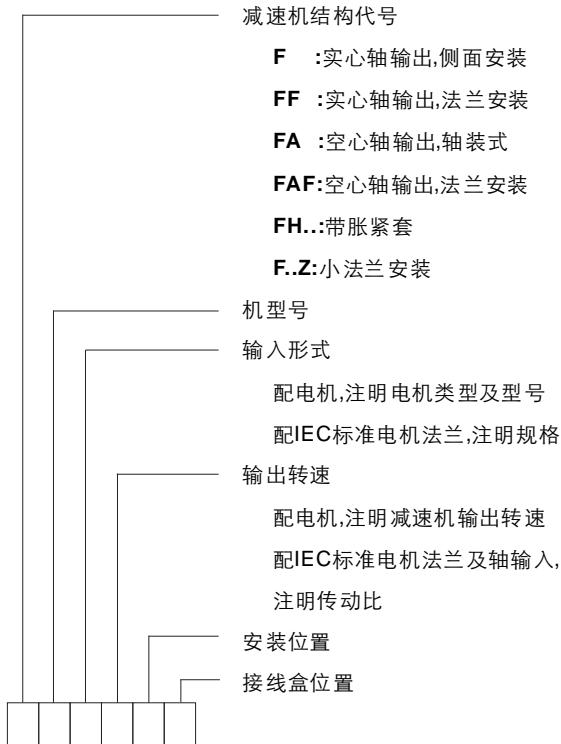 减速机结构代号
F :实心轴输出,侧面安装
FF :实心轴输出,法兰安装
FA :空心轴输出,轴装式
FAF:空心轴输出,法兰安装
FH..:带胀紧套
F..Z:小法兰安装
机型号
输入形式
配电机,注明电机类型及型号
配IEC标准电机法兰,注明规格
输出转速
配电机,注明减速机输出转速
配IEC标准电机法兰及轴输入,
注明传动比
安装位置
接线盒位置